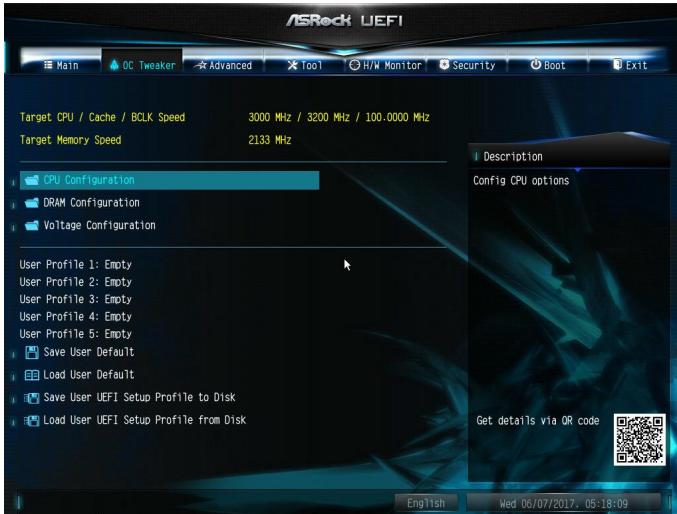 ASRock UEFI
Main OC Tweaker Advanced Tool H/W Monitor Security Boot Exit
Target CPU / Cache / BCLK Speed 3000 MHz / 3200 MHz / 100.0000 MHz
Target Memory Speed 2133 MHz
Description
CPU Configuration
Config CPU options
DRAM Configuration
Voltage Configuration
User Profile 1: Empty
User Profile 2: Empty
User Profile 3: Empty
User Profile 4: Empty
User Profile 5: Empty
Save User Default
Load User Default
Save User UEFI Setup Profile to Disk
Load User UEFI Setup Profile from Disk
Get details via QR code
English
Wed 06/07/2017. 05:18:09